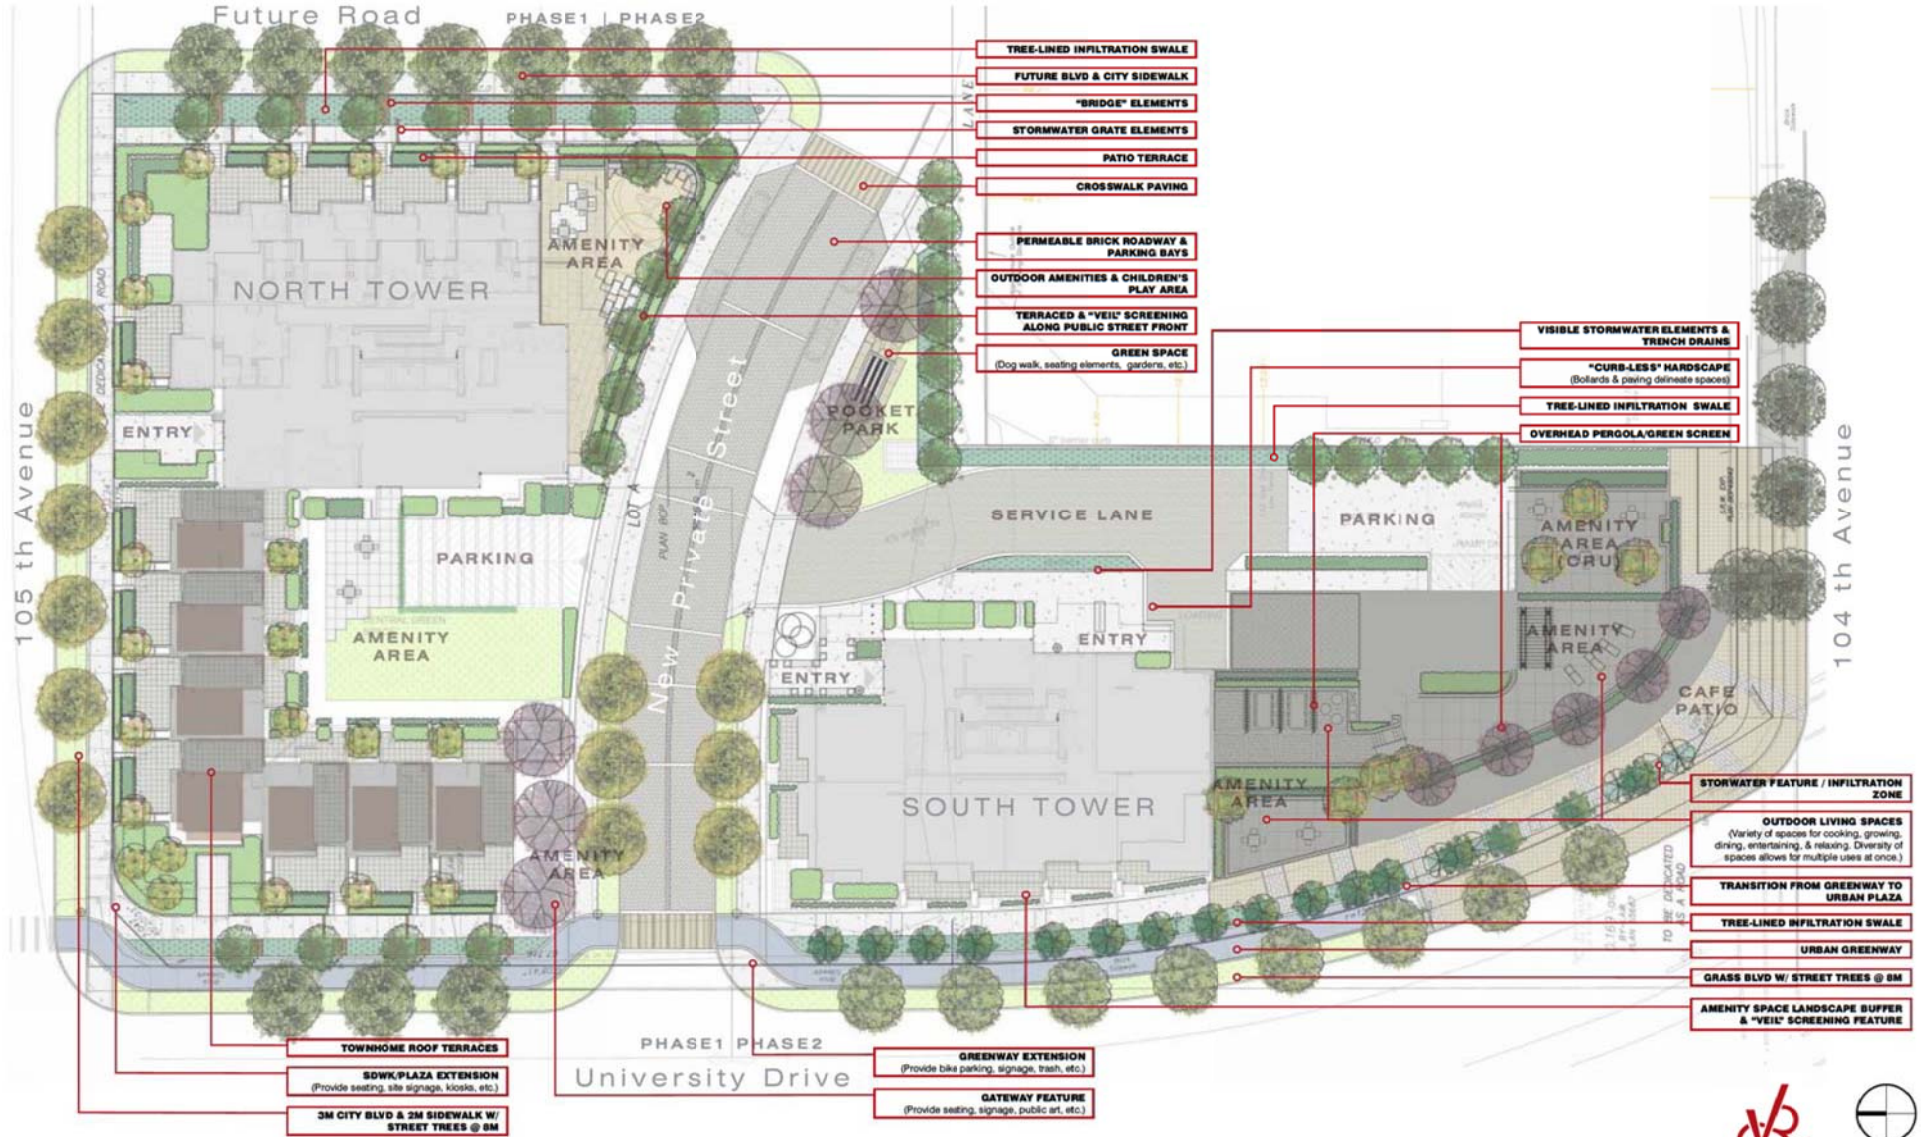 Future Road
PHASE1 | PHASE2
TREE-LINED INFILTRATION SWALE
FUTURE BLVD & CITY SIDEWALK
"BRIDGE" ELEMENTS
STORMWATER GRATE ELEMENTS
PATIO TERRACE
CROSSWALK PAVING
PERMEABLE BRICK ROADWAY &
PARKING BAYS
OUTDOOR AMENITIES & CHILDREN'S
PLAY AREA
TERRACED & "VEIL" SCREENING
ALONG PUBLIC STREET FRONT
GREEN SPACE
(Dog walk, seating elements, gardens, etc.)
LANE
VISIBLE STORMWATER ELEMENTS &
TRENCH DRAINS
"CURB-LESS" HARDSCAPE
(Bollards & paving delineate spaces)
TREE-LINED INFILTRATION SWALE
OVERHEAD PERGOLA/GREEN SCREEN
AMENITY
AREA
NORTH TOWER
ENTRY
POCKET
PARK
105 th Avenue
104 th Avenue
LOT A
New Private Street
SERVICE LANE
PARKING
AMENITY
AREA
(CRU)
PARKING
CENTRAL GREEN
AMENITY
AREA
ENTRY
ENTRY
LOADING
AMENITY
AREA
CAFE
PATIO
SOUTH TOWER
AMENITY
AREA
AMENITY
AREA
STORWATER FEATURE / INFILTRATION
ZONE
OUTDOOR LIVING SPACES
(Variety of spaces for cooking, growing,
dining, entertaining, & relaxing. Diversity of
spaces allows for multiple uses at once.)
TRANSITION FROM GREENWAY TO
URBAN PLAZA
TREE-LINED INFILTRATION SWALE
URBAN GREENWAY
GRASS BLVD W/ STREET TREES @ 8M
AMENITY SPACE LANDSCAPE BUFFER
& "VEIL" SCREENING FEATURE
TO BE DEDICATED
AS A ROAD
PHASE1 PHASE2
University Drive
TOWNHOME ROOF TERRACES
SDWK/PLAZA EXTENSION
(Provide seating, site signage, kiosks, etc.)
3M CITY BLVD & 2M SIDEWALK W/
STREET TREES @ 8M
GREENWAY EXTENSION
(Provide bike parking, signage, trash, etc.)
GATEWAY FEATURE
(Provide seating, signage, public art, etc.)